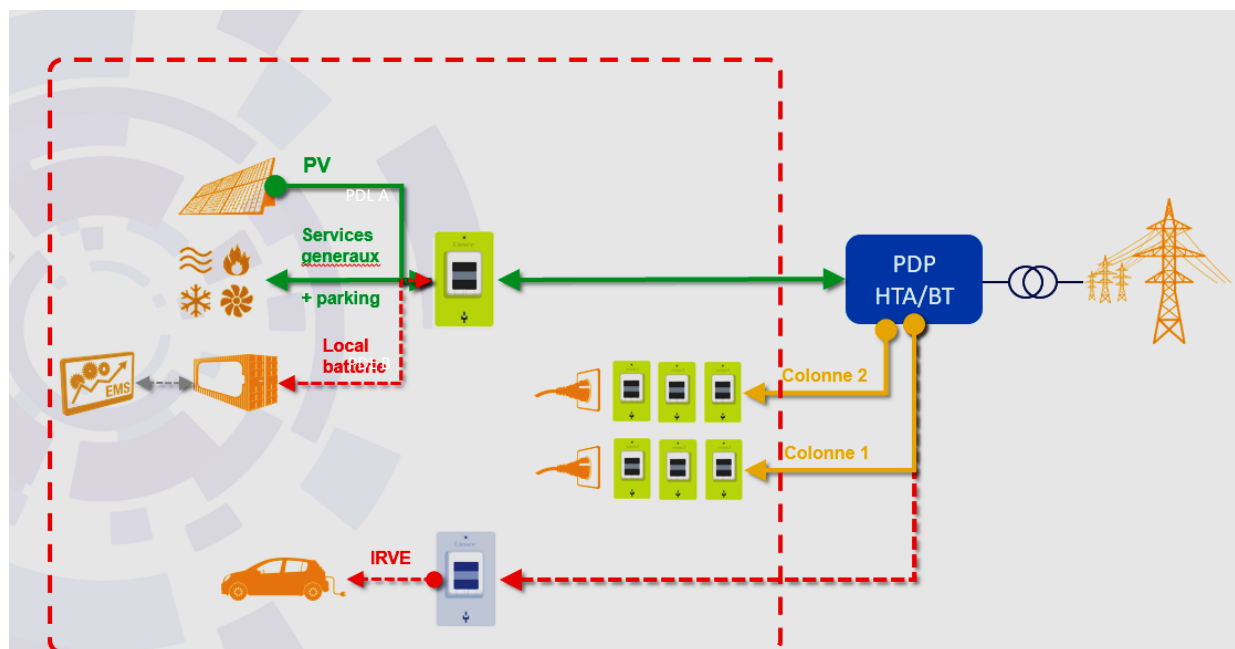 PV
PDL A
Services
generaux
+ parking
PDP
HTA/BT
Local
batterie
EMS
Colonne 2
Colonne 1
IRVE